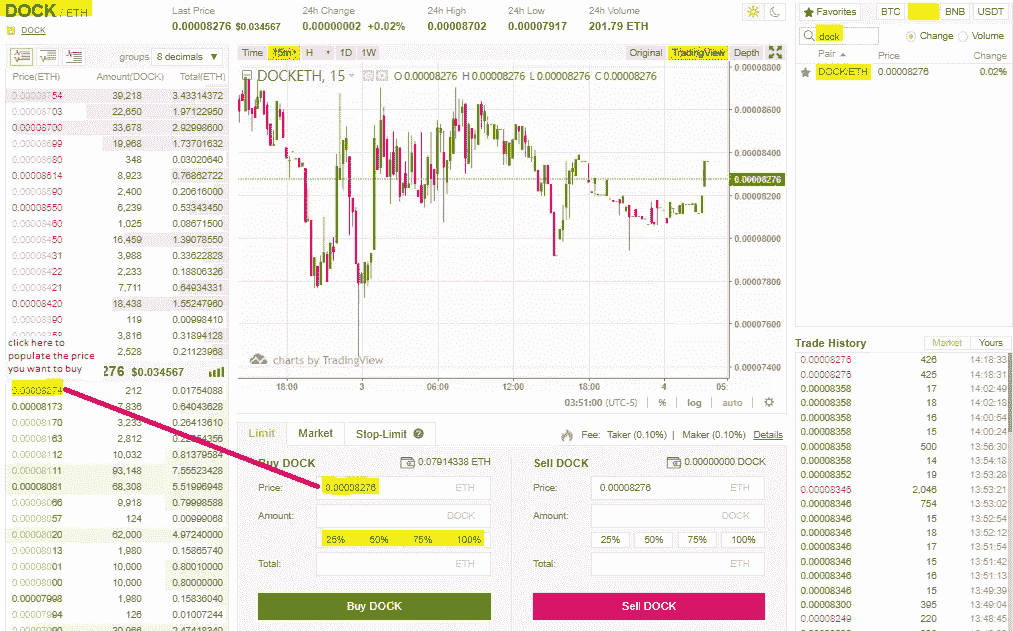 DOCK / ETH
DOCK
Last Price
0.00008276 $0.034567
24h Change
0.00000002 +0.02%
24h High
0.00008702
24h Low
0.00007917
24h Volume
201.79 ETH
groups 8 decimals
Price(ETH) Amount(DOCK) Total(ETH)
0.00008754 39,218 3.43314372
0.00008703 22,650 1.97122950
0.00008700 33,678 2.92998600
0.00008699 19,968 1.73701632
0.00008680 348 0.03020640
0.00008614 8,923 0.76862722
0.00008590 2,400 0.20616000
0.00008550 6,239 0.53343450
0.00008460 1,025 0.08671500
0.00008450 16,459 1.39078550
0.00008431 3,988 0.33622828
0.00008422 2,233 0.18806326
0.00008421 7,711 0.64934331
0.00008420 18,438 1.55247960
0.00008390 119 0.00998410
3,816 0.31894128
2,528 0.21123968
click here to
populate the price
you want to buy
276 $0.034567
0.00008274 212 0.01754088
0.00008173 7,836 0.64043628
0.00008170 3,233 0.26413610
0.00008163 2,812
0.00008112 10,032 0.81379584
0.00008111 93,148 7.55523428
0.00008081 68,308 5.51996948
0.00008066 9,918 0.79998588
0.00008057 124 0.00999068
0.00008020 62,000 4.97240000
0.00008013 1,980 0.15865740
0.00008001 10,000 0.80010000
0.00008000 10,000 0.80000000
0.00007998 1,980 0.15836040
0.00007994 126 0.01007244
Time 15m H 1D 1W
Original TradingView Depth
DOCKETH, 15 O 0.00008276 H 0.00008276 L 0.00008276 C 0.00008276
0.00008800
0.00008600
0.00008400
0.00008276
0.00008200
0.00008000
0.00007800
0.00007600
0.00007400
charts by TradingView
18:00 3 06:00 12:00 18:00 4 05:
03:51:00 (UTC-5) % log auto
Limit Market Stop-Limit
Fee: Taker (0.10%) | Maker (0.10%) Details
Buy DOCK 0.07914338 ETH
Price: 0.00008276 ETH
Amount: DOCK
25% 50% 75% 100%
Total: ETH
Buy DOCK
Sell DOCK 0.00000000 DOCK
Price: 0.00008276 ETH
Amount: DOCK
25% 50% 75% 100%
Total: ETH
Sell DOCK
Favorites BTC BNB USDT
dock Change Volume
Pair Price Change
DOCK/ETH 0.00008276 0.02%
Trade History Market Yours
0.00008276 426 14:18:33
0.00008276 426 14:18:31
0.00008358 17 14:02:49
0.00008358 18 14:02:12
0.00008358 16 14:00:54
0.00008358 15 14:00:24
0.00008358 500 13:56:30
0.00008358 14 13:54:18
0.00008352 19 13:53:28
0.00008346 2,046 13:53:21
0.00008346 754 13:53:02
0.00008346 15 13:52:54
0.00008346 18 13:52:12
0.00008346 17 13:51:54
0.00008346 15 13:51:42
0.00008346 16 13:51:13
0.00008346 15 13:49:39
0.00008300 395 13:49:04
0.00008249 220 13:48:45